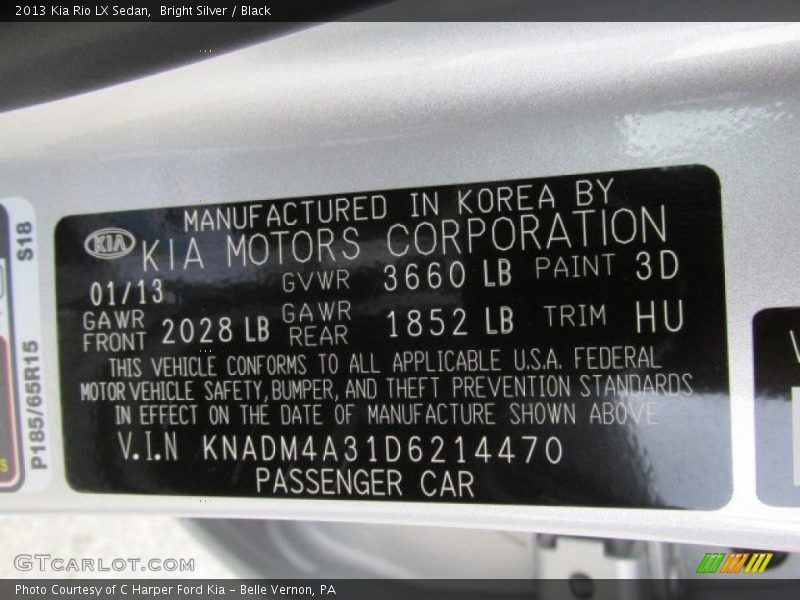 2013 Kia Rio LX Sedan,  Bright Silver / Black
MANUFACTURED IN KOREA BY
KIA KIA MOTORS CORPORATION
01/13 GVWR 3660 LB PAINT 3D
GAWR FRONT 2028 LB GAWR REAR 1852 LB TRIM HU
THIS VEHICLE CONFORMS TO ALL APPLICABLE U.S.A. FEDERAL
MOTOR VEHICLE SAFETY, BUMPER, AND THEFT PREVENTION STANDARDS
IN EFFECT ON THE DATE OF MANUFACTURE SHOWN ABOVE
V.I.N KNADM4A31D6214470
PASSENGER CAR
P185/65R15 S18
GTCARLOT.COM
Photo Courtesy of C Harper Ford Kia - Belle Vernon, PA